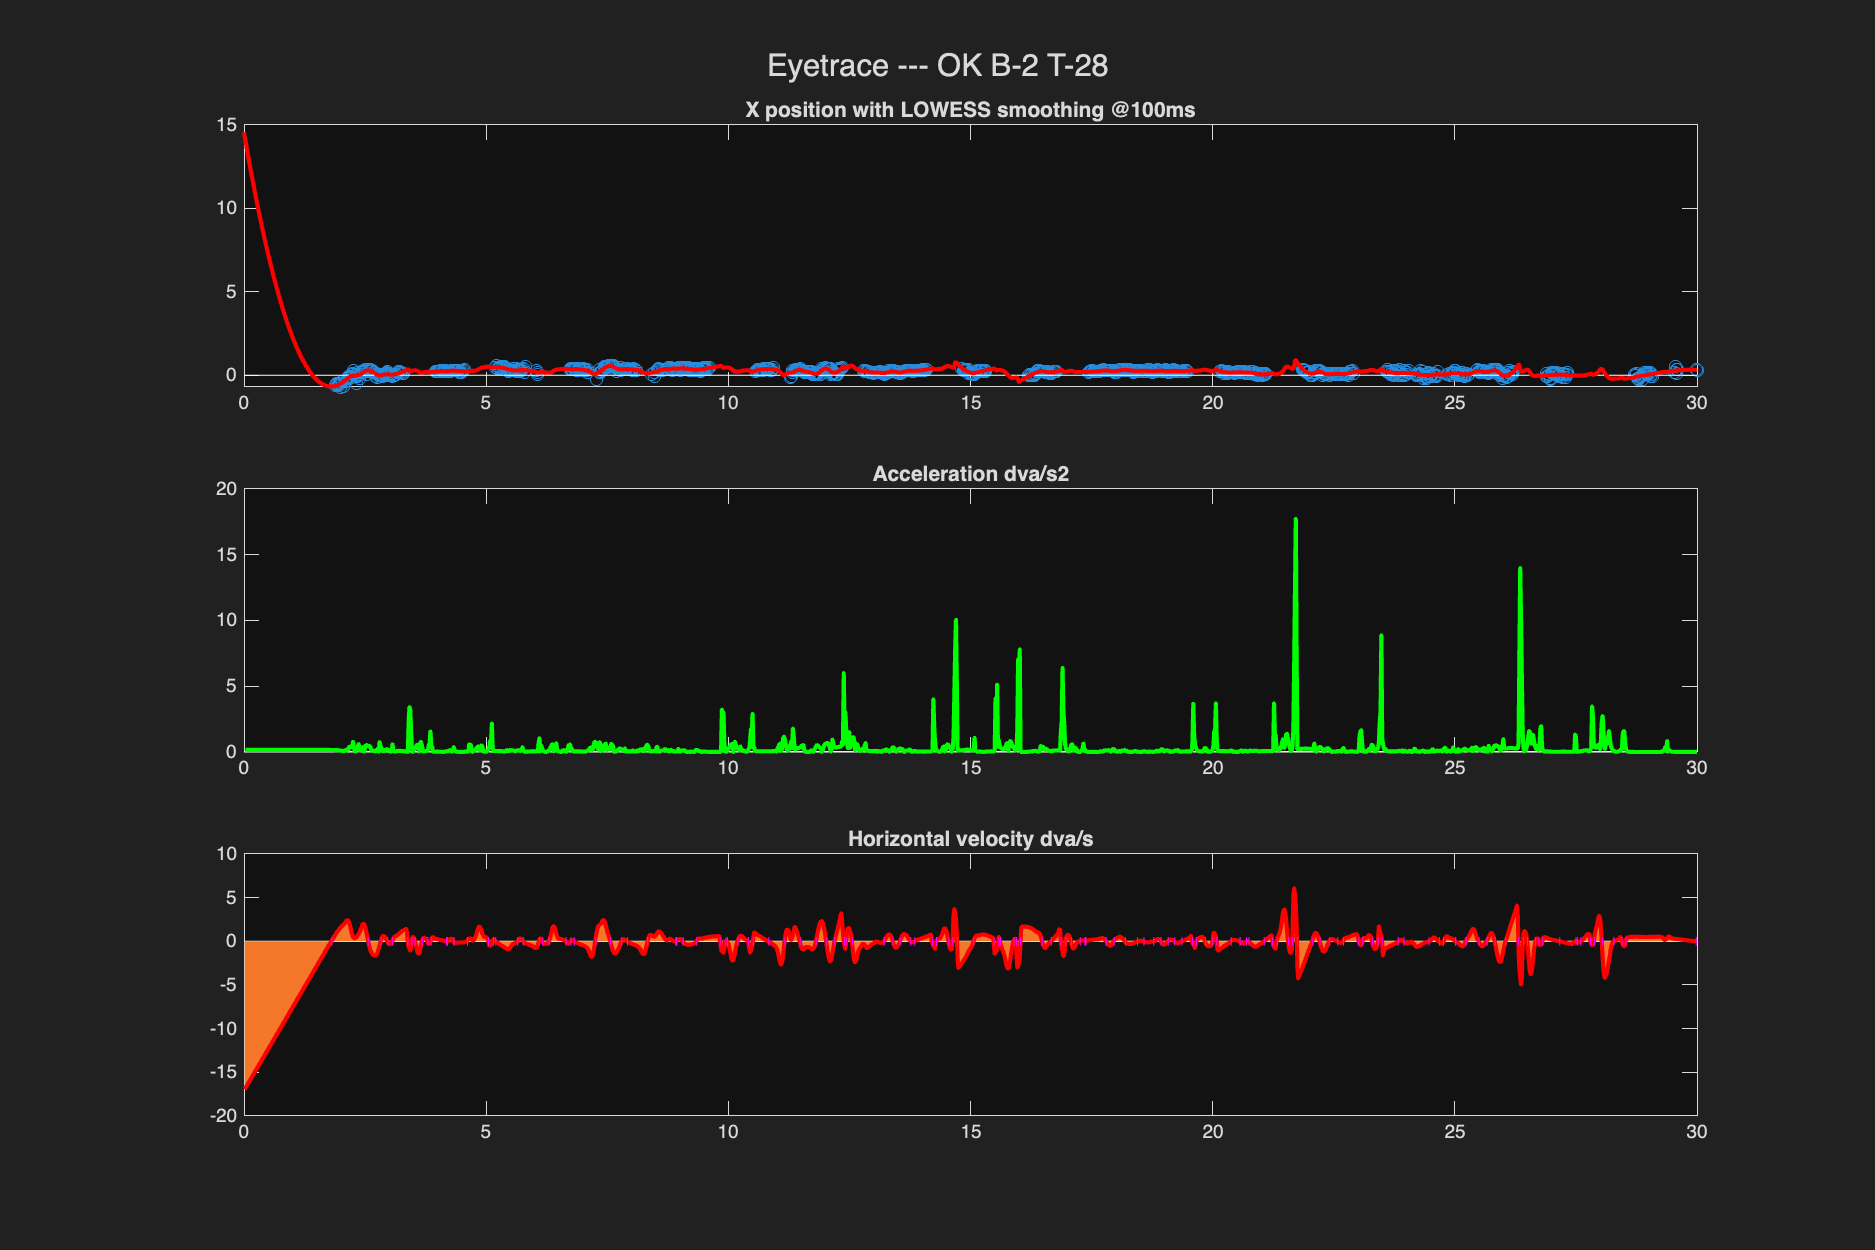 Eyetrace --- OK B-2 T-28
X position with LOWESS smoothing @100ms
15
10
5
0
0 5 10 15 20 25 30
Acceleration dva/s2
20
15
10
5
0
0 5 10 15 20 25 30
Horizontal velocity dva/s
10
5
0
-5
-10
-15
-20
0 5 10 15 20 25 30